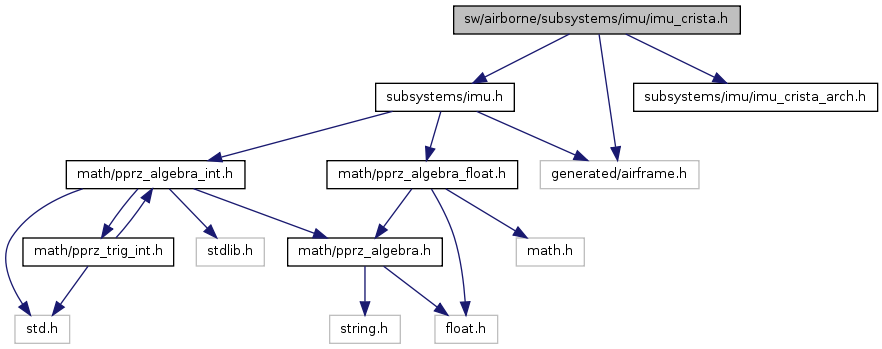 sw/airborne/subsystems/imu/imu_crista.h
subsystems/imu.h
subsystems/imu/imu_crista_arch.h
math/pprz_algebra_int.h
math/pprz_algebra_float.h
generated/airframe.h
math/pprz_trig_int.h
stdlib.h
math/pprz_algebra.h
math.h
std.h
string.h
float.h